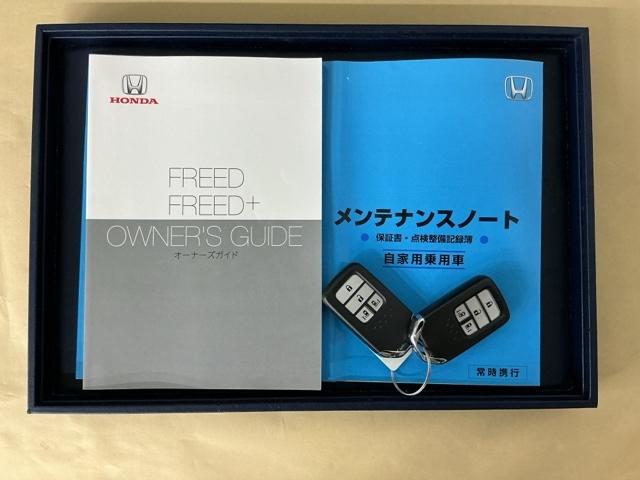 HONDA
FREED
FREED+
OWNER'S GUIDE
オーナーズガイド
メンテナンスノート
● 保証書・点検整備記録簿 ●
自家用乗用車
常時携行